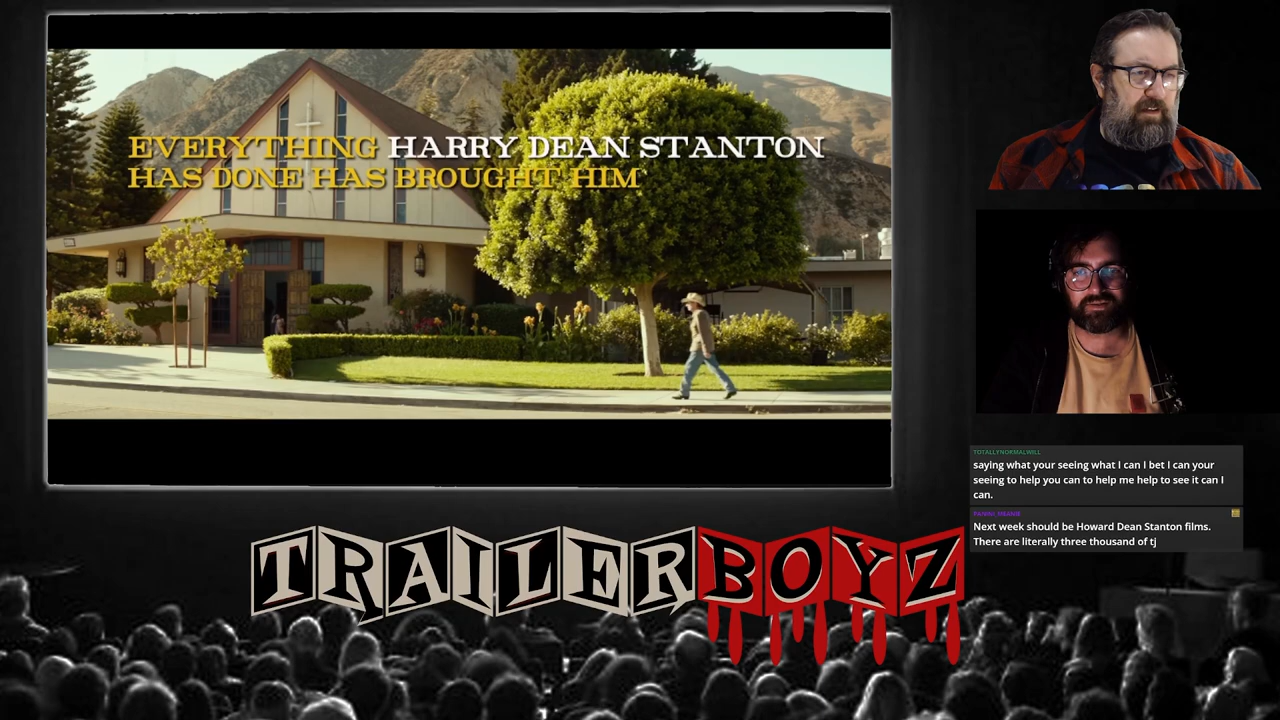 EVERYTHING HARRY DEAN STANTON
HAS DONE HAS BROUGHT HIM
TOTALLYNORMALWILL
saying what your seeing what I can I bet I can your
seeing to help you can to help me help to see it can I
can.
Next week should be Howard Dean Stanton films.
There are literally three thousand of tj
TRAILERBOYZ